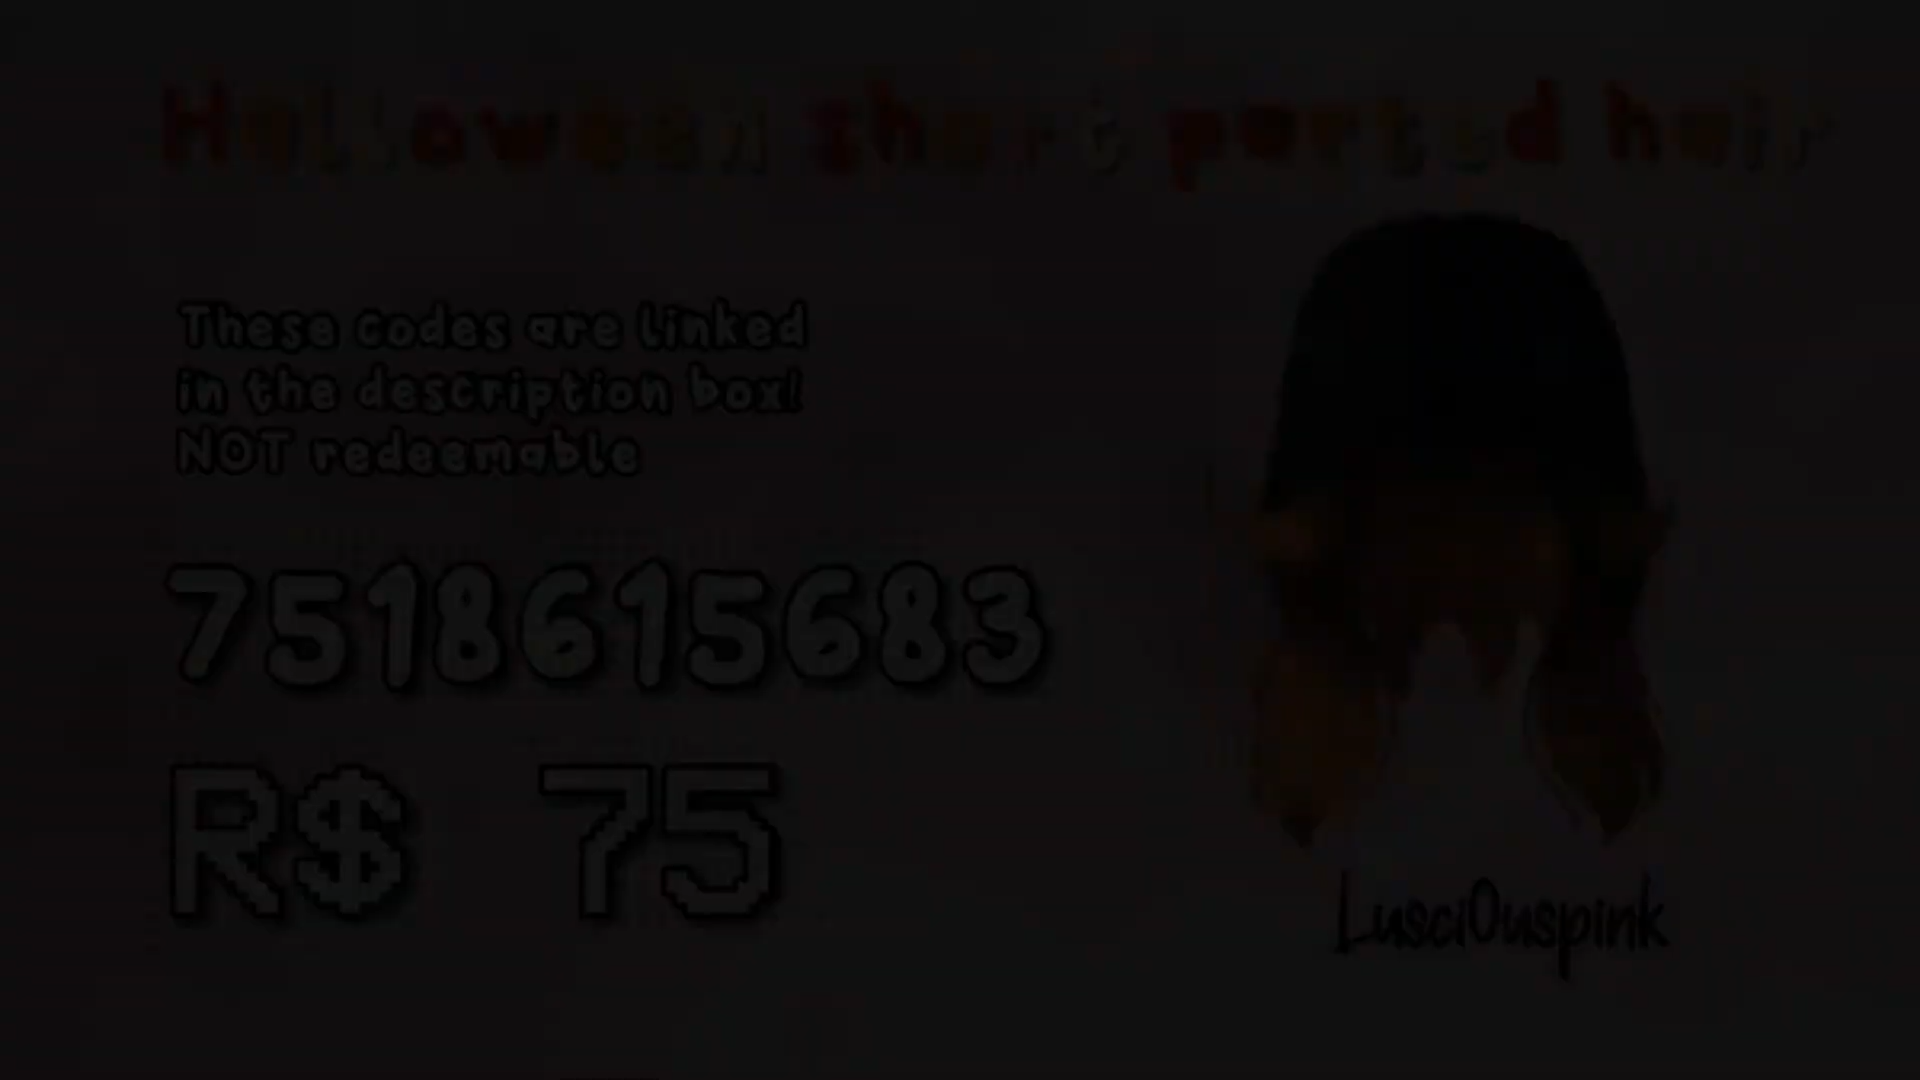 Halloween short parted hair
These codes are linked
in the description box!
NOT redeemable
7518615683
R$ 75
Lusci0uspink